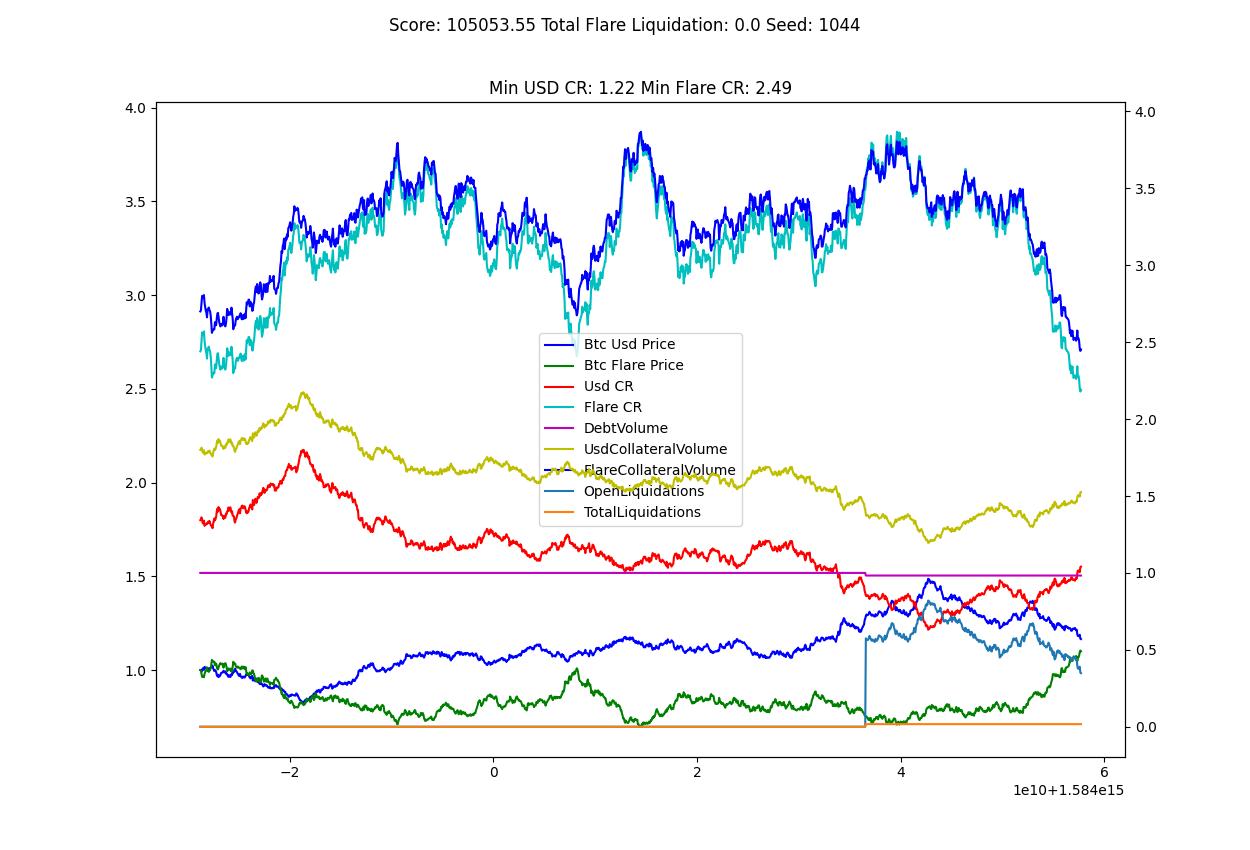 Score: 105053.55 Total Flare Liquidation: 0.0 Seed: 1044
Min USD CR: 1.22 Min Flare CR: 2.49
4.0
3.5
3.0
2.5
2.0
1.5
1.0
4.0
3.5
3.0
2.5
2.0
1.5
1.0
0.5
0.0
Btc Usd Price
Btc Flare Price
Usd CR
Flare CR
DebtVolume
UsdCollateralVolume
FlareCollateralVolume
OpenLiquidations
TotalLiquidations
−2 0 2 4 6
1e10+1.584e15